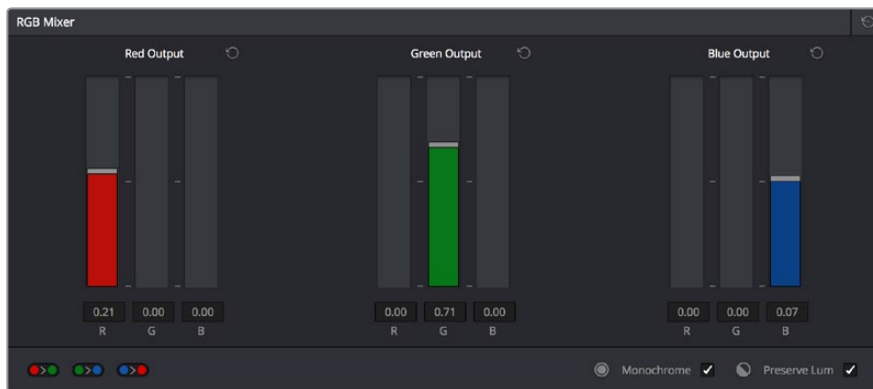 RGB Mixer
Red Output
Green Output
Blue Output
0.21 0.00 0.00
R G B
0.00 0.71 0.00
R G B
0.00 0.00 0.07
R G B
Monochrome
Preserve Lum